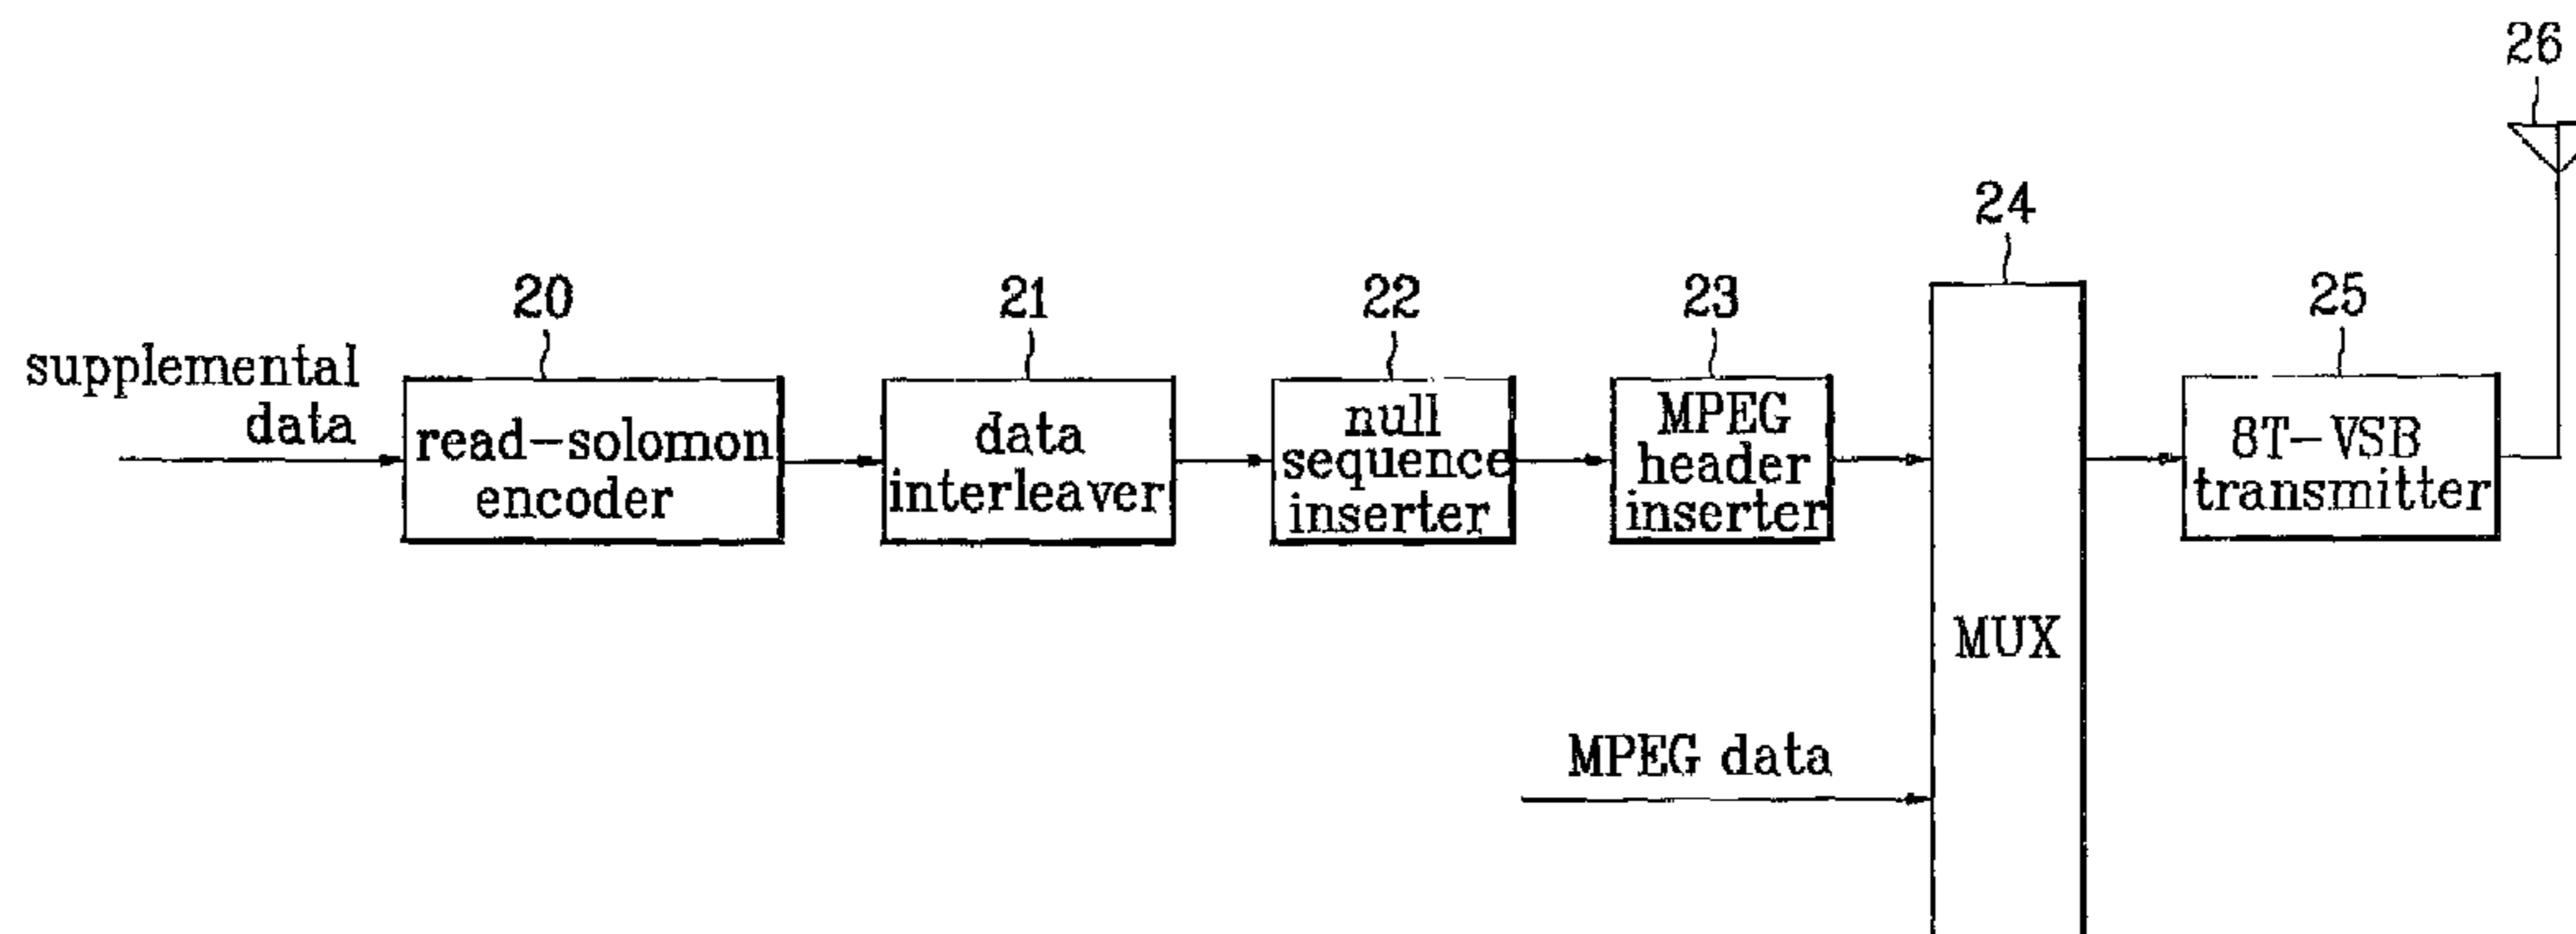 26
24
20
21
22
23
25
supplemental
data
read-solomon
encoder
data
interleaver
null
sequence
inserter
MPEG
header
inserter
MUX
8T-VSB
transmitter
MPEG data